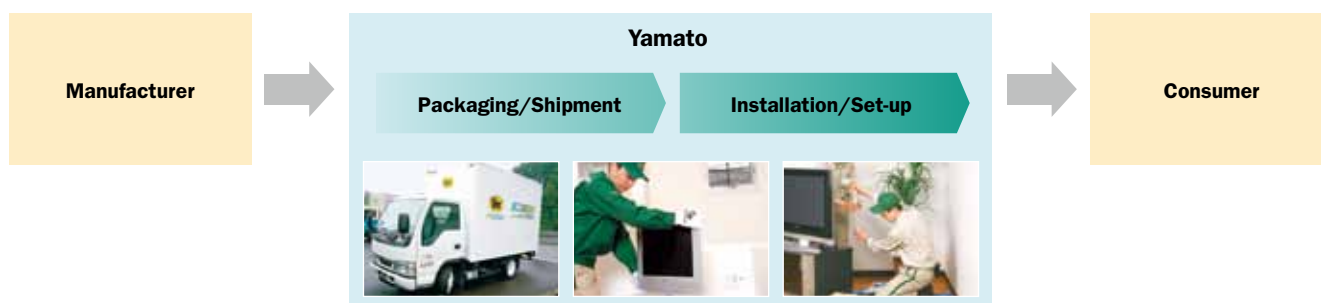 Yamato
Manufacturer
Packaging/Shipment
Installation/Set-up
Consumer